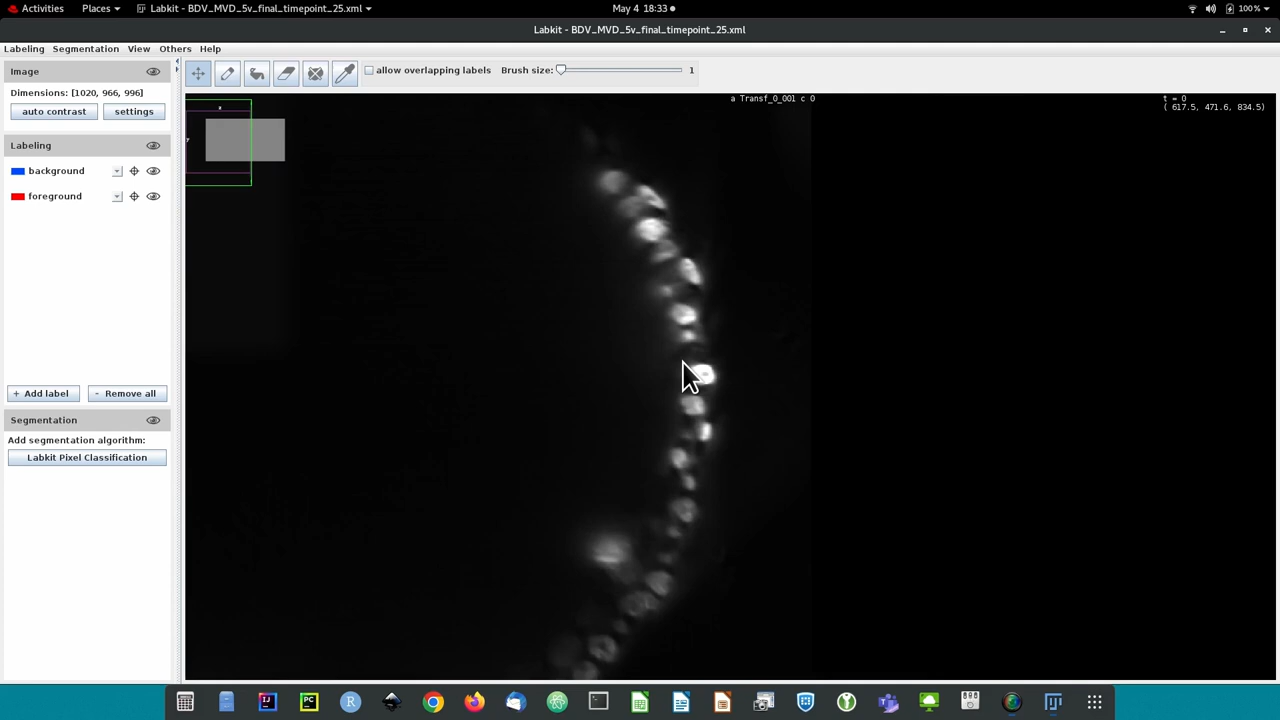 Activities Places Labkit - BDV_MVD_5v_final_timepoint_25.xml May 4 18:33 100%
Labkit - BDV_MVD_5v_final_timepoint_25.xml
Labeling Segmentation View Others Help
Image
allow overlapping labels Brush size: 1
Dimensions: [1020, 966, 996]
a Transf_0_001 c 0 t = 0
( 617.5, 471.6, 834.5)
auto contrast settings
Labeling
background
foreground
+ Add label - Remove all
Segmentation
Add segmentation algorithm:
Labkit Pixel Classification